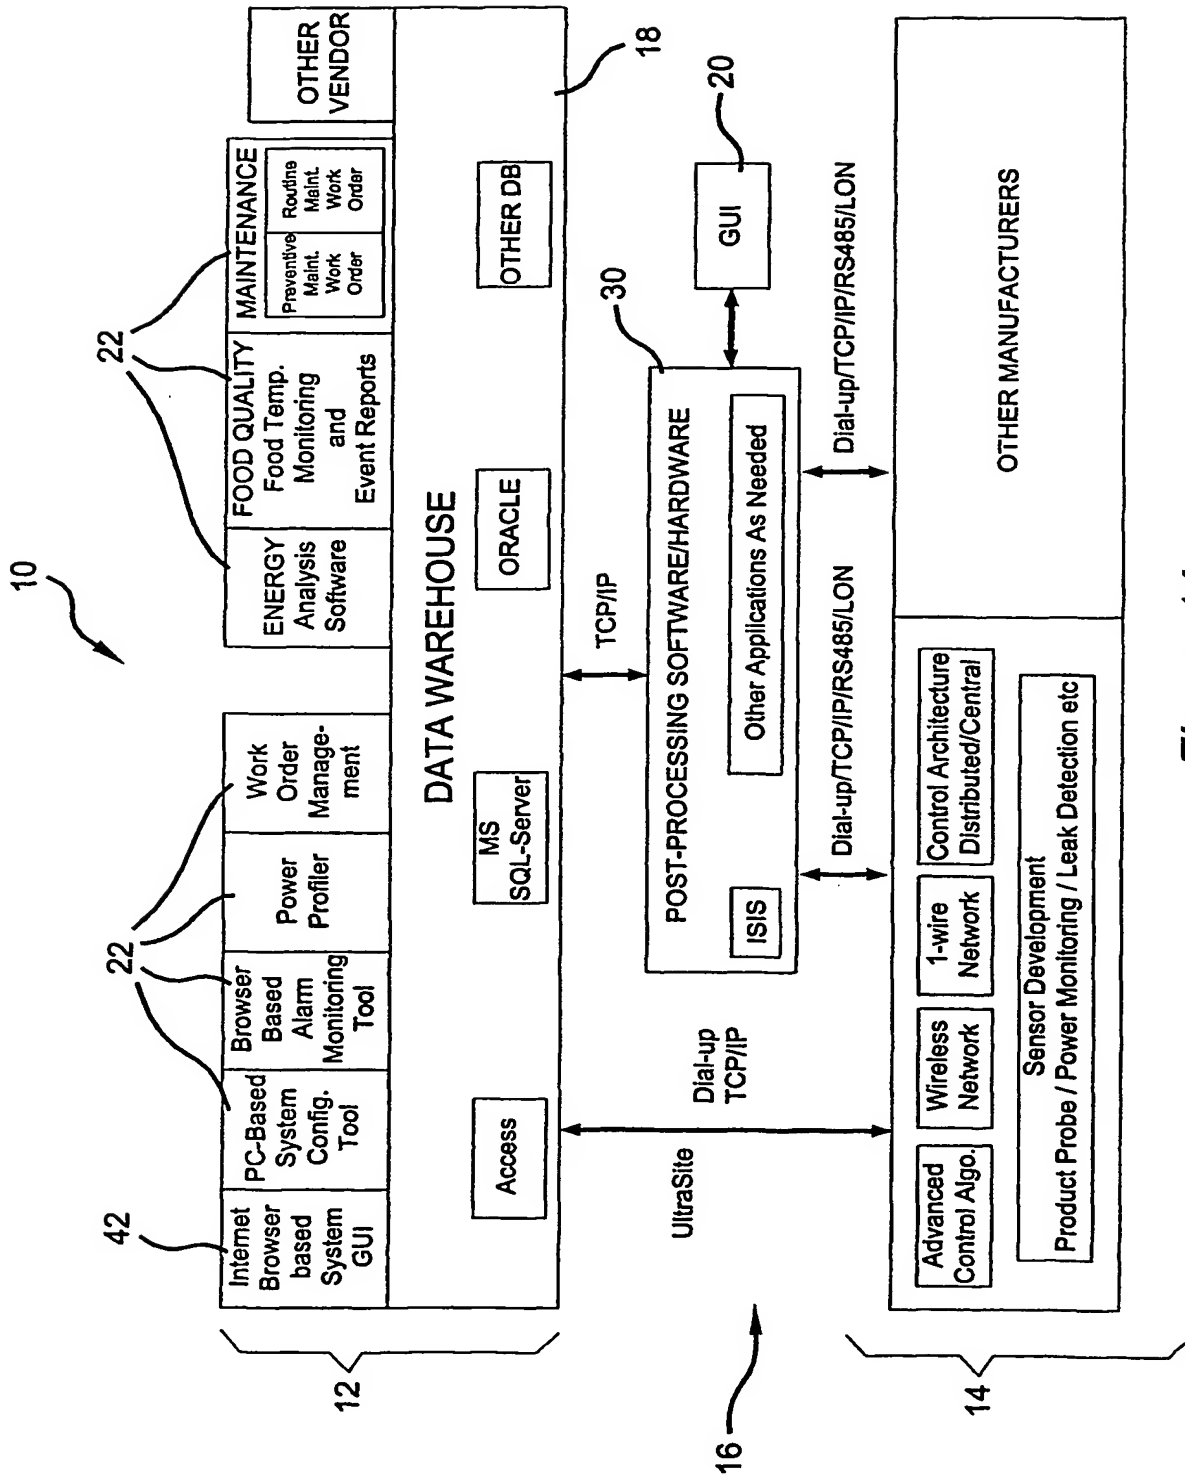 10
22
22
42
Internet
Browser
based
System
GUI
PC-Based
System
Config.
Tool
Browser
Based
Alarm
Monitoring
Tool
Power
Profiler
Work
Order
Manage-
ment
ENERGY
Analysis
Software
FOOD QUALITY
Food Temp.
Monitoring
and
Event Reports
MAINTENANCE
Preventive
Maint.
Work
Order
Routine
Maint.
Work
Order
OTHER
VENDOR
12
DATA WAREHOUSE
Access
MS
SQL-Server
ORACLE
OTHER DB
18
16
UltraSite
Dial-up
TCP/IP
TCP/IP
30
POST-PROCESSING SOFTWARE/HARDWARE
ISIS
Other Applications As Needed
20
GUI
Dial-up/TCP/IP/RS485/LON
Dial-up/TCP/IP/RS485/LON
14
Advanced
Control Algo.
Wireless
Network
1-wire
Network
Control Architecture
Distributed/Central
Sensor Development
Product Probe / Power Monitoring / Leak Detection etc
OTHER MANUFACTURERS